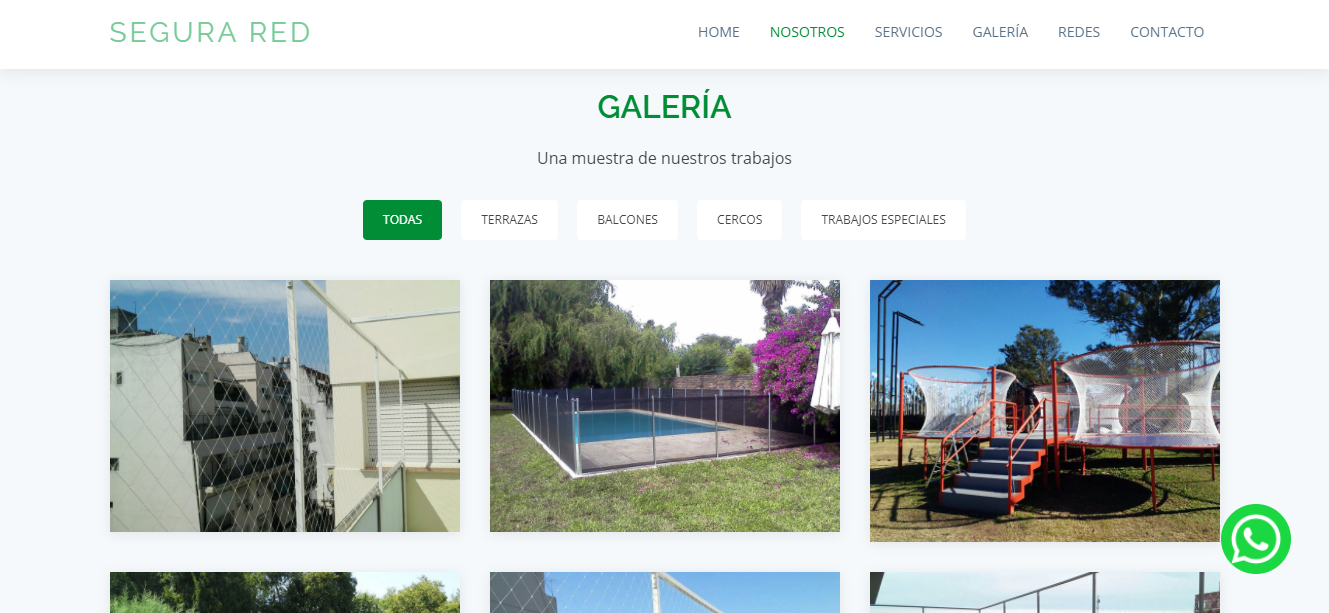 SEGURA RED
HOME NOSOTROS SERVICIOS GALERÍA REDES CONTACTO
GALERÍA
Una muestra de nuestros trabajos
TODAS TERRAZAS BALCONES CERCOS TRABAJOS ESPECIALES